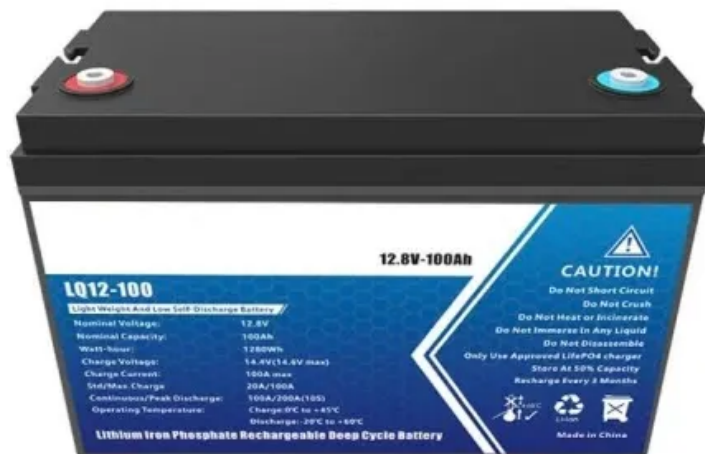 12.8V-100Ah
LQ12-100
Light Weight And Low Self-Discharge Battery
Nominal Voltage: 12.8V
Nominal Capacity: 100Ah
Watt-hour: 1280Wh
Charge Voltage: 14.4V(14.6V max)
Charge Current: 100A max
Std/Max.Charge 20A/100A
Continuous/Peak Discharge: 100A/200A(10S)
Operating Temperature: Charge:0℃ to +45℃
Discharge:-20℃ to +60℃
Lithium Iron Phosphate Rechargeable Deep Cycle Battery
CAUTION!
Do Not Short Circuit
Do Not Crush
Do Not Heat or Incinerate
Do Not Immerse In Any Liquid
Do Not Disassemble
Only Use Approved LifePO4 charger
Store At 50% Capacity
Recharge Every 3 Months
Made in China